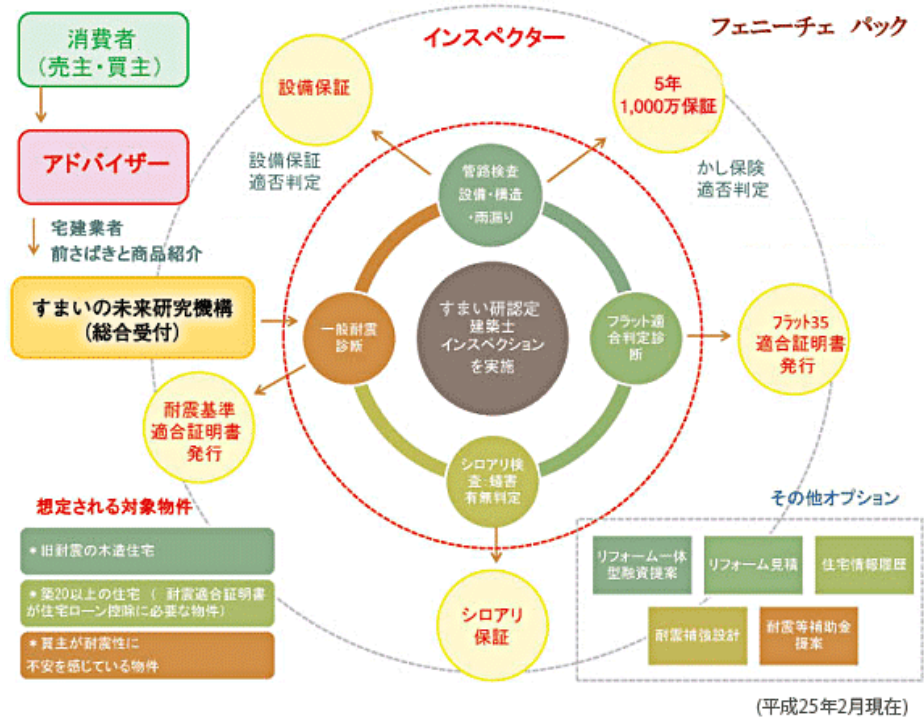 フェニーチェ パック
インスペクター
消費者
(売主・買主)
アドバイザー
宅建業者
前さばきと商品紹介
すまいの未来研究機構
(総合受付)
設備保証
設備保証
適否判定
5年
1,000万保証
かし保険
適否判定
管路検査
設備・構造
・雨漏り
一般耐震
診断
すまい研認定
建築士
インスペクション
を実施
フラット適
合判定診
断
フラット35
適合証明書
発行
耐震基準
適合証明書
発行
シロアリ検
査:蟻害
有無判定
シロアリ
保証
想定される対象物件
*旧耐震の木造住宅
*築20以上の住宅 ( 耐震適合証明書
が住宅ローン控除に必要な物件)
*買主が耐震性に
不安を感じている物件
その他オプション
リフォーム一体
型融資提案
リフォーム見積
住宅情報履歴
耐震補強設計
耐震等補助金
提案
(平成25年2月現在)